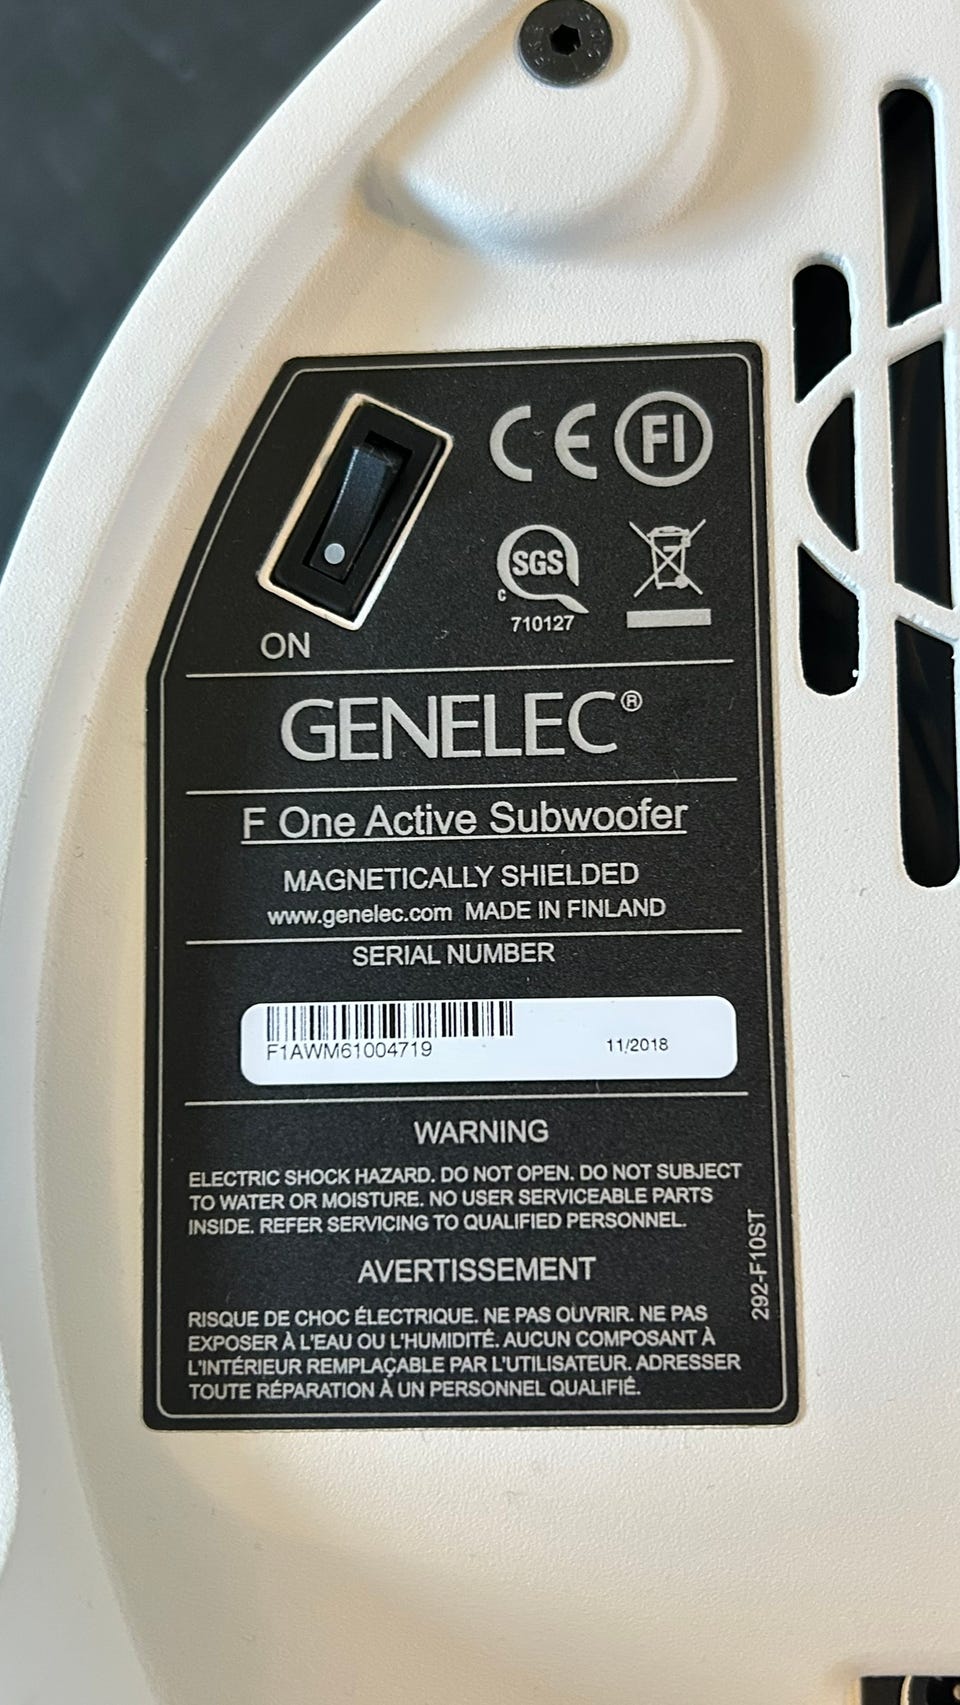 CE FI
SGS
c
710127
ON
GENELEC®
F One Active Subwoofer
MAGNETICALLY SHIELDED
www.genelec.com MADE IN FINLAND
SERIAL NUMBER
F1AWM61004719 11/2018
WARNING
ELECTRIC SHOCK HAZARD. DO NOT OPEN. DO NOT SUBJECT
TO WATER OR MOISTURE. NO USER SERVICEABLE PARTS
INSIDE. REFER SERVICING TO QUALIFIED PERSONNEL.
AVERTISSEMENT
RISQUE DE CHOC ÉLECTRIQUE. NE PAS OUVRIR. NE PAS
EXPOSER À L'EAU OU L'HUMIDITÉ. AUCUN COMPOSANT À
L'INTÉRIEUR REMPLAÇABLE PAR L'UTILISATEUR. ADRESSER
TOUTE RÉPARATION À UN PERSONNEL QUALIFIÉ.
292-F10ST